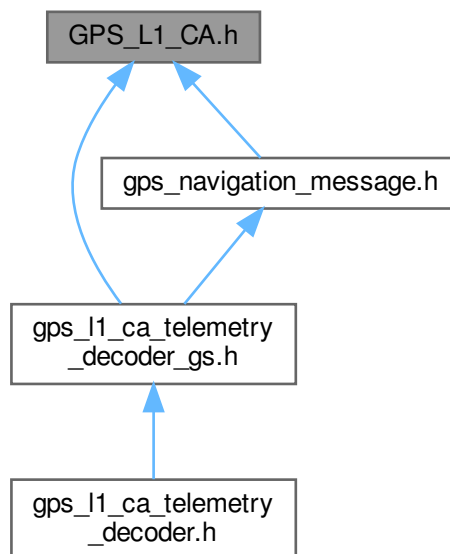 GPS_L1_CA.h
gps_navigation_message.h
gps_l1_ca_telemetry
_decoder_gs.h
gps_l1_ca_telemetry
_decoder.h